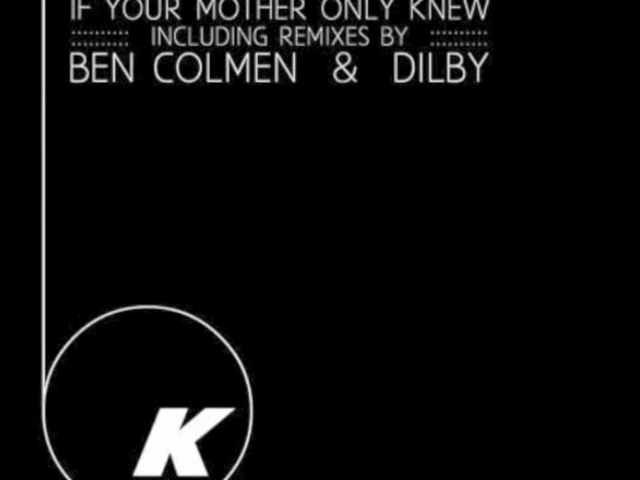 IF YOUR MOTHER ONLY KNEW
INCLUDING REMIXES BY
BEN COLMEN & DILBY
K